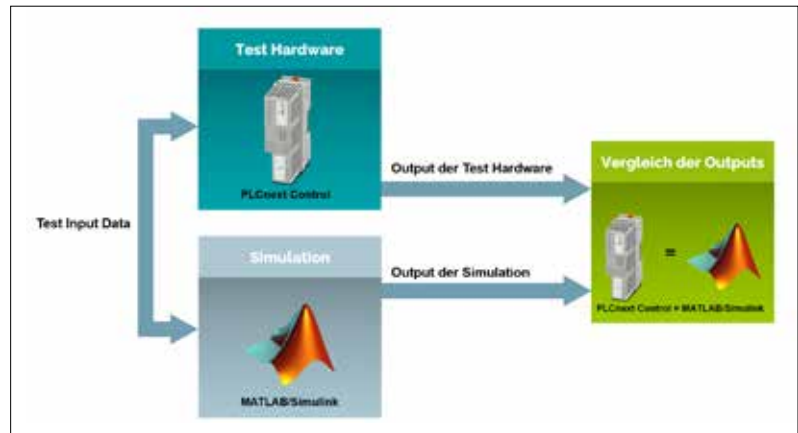 Test Hardware
PLCnext Control
Test Input Data
Output der Test Hardware
Simulation
MATLAB/Simulink
Output der Simulation
Vergleich der Outputs
=
PLCnext Control = MATLAB/Simulink